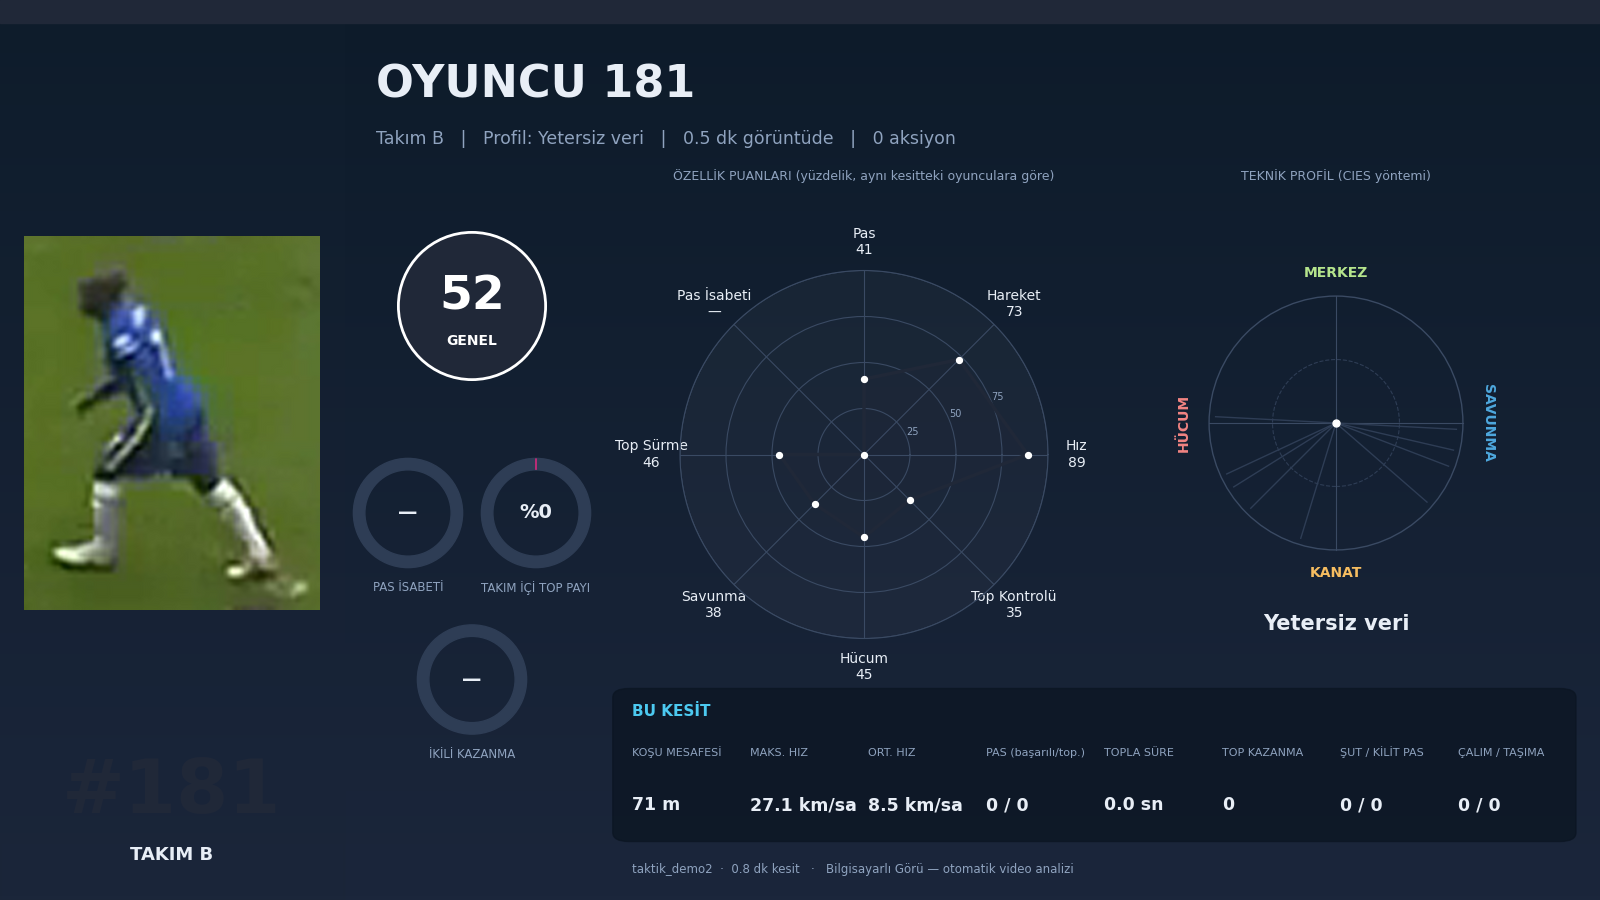 OYUNCU 181
Takım B | Profil: Yetersiz veri | 0.5 dk görüntüde | 0 aksiyon
ÖZELLİK PUANLARI (yüzdelik, aynı kesitteki oyunculara göre)
TEKNİK PROFİL (CIES yöntemi)
52
GENEL
—
PAS İSABETİ
%0
TAKIM İÇİ TOP PAYI
—
İKİLİ KAZANMA
Pas
41
Pas İsabeti
—
Hareket
73
Top Sürme
46
Hız
89
25
50
75
Savunma
38
Top Kontrolü
35
Hücum
45
MERKEZ
HÜCUM
SAVUNMA
KANAT
Yetersiz veri
#181
TAKIM B
BU KESİT
KOŞU MESAFESİ MAKS. HIZ ORT. HIZ PAS (başarılı/top.) TOPLA SÜRE TOP KAZANMA ŞUT / KİLİT PAS ÇALIM / TAŞIMA
71 m 27.1 km/sa 8.5 km/sa 0 / 0 0.0 sn 0 0 / 0 0 / 0
taktik_demo2 · 0.8 dk kesit · Bilgisayarlı Görü — otomatik video analizi